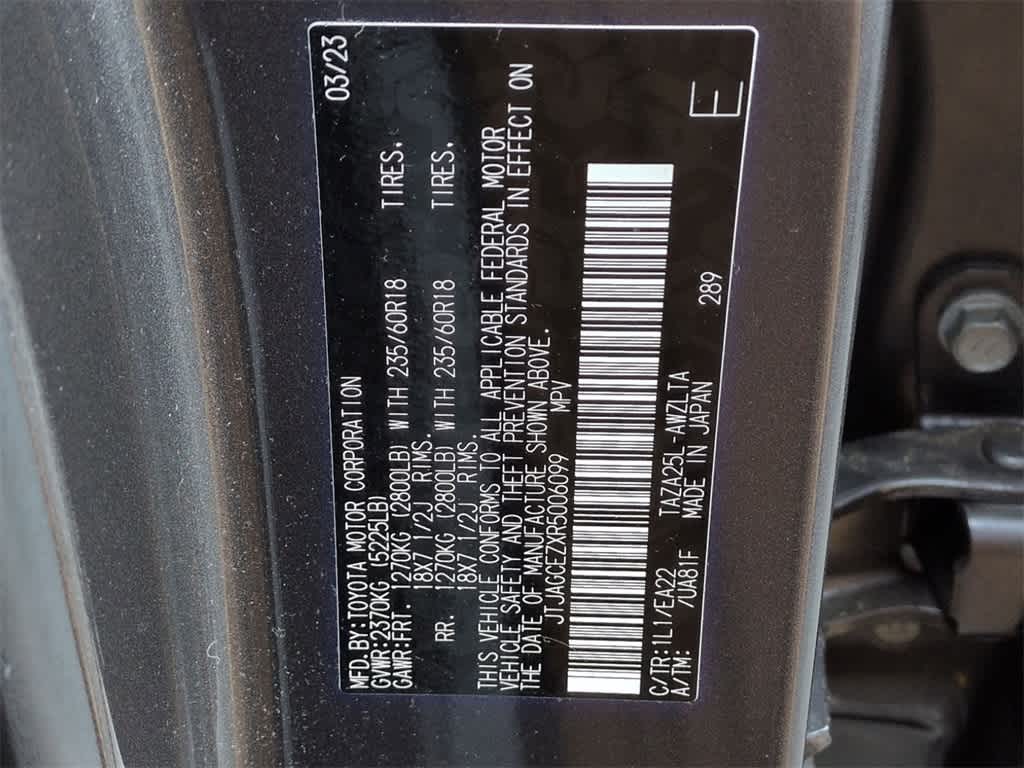 MFD.BY:TOYOTA MOTOR CORPORATION 03/23
GVWR:2370KG (5225LB)
GAWR:FRT. 1270KG (2800LB) WITH 235/60R18 TIRES.
18X7 1/2J RIMS.
RR. 1270KG (2800LB) WITH 235/60R18 TIRES.
18X7 1/2J RIMS.
THIS VEHICLE CONFORMS TO ALL APPLICABLE FEDERAL MOTOR
VEHICLE SAFETY AND THEFT PREVENTION STANDARDS IN EFFECT ON
THE DATE OF MANUFACTURE SHOWN ABOVE.
JTJAGCEZXR5006099 MPV
C/TR:1L1/EA22 TAZA25L-AWZLTA 289
A/TM: /UA81F MADE IN JAPAN
E